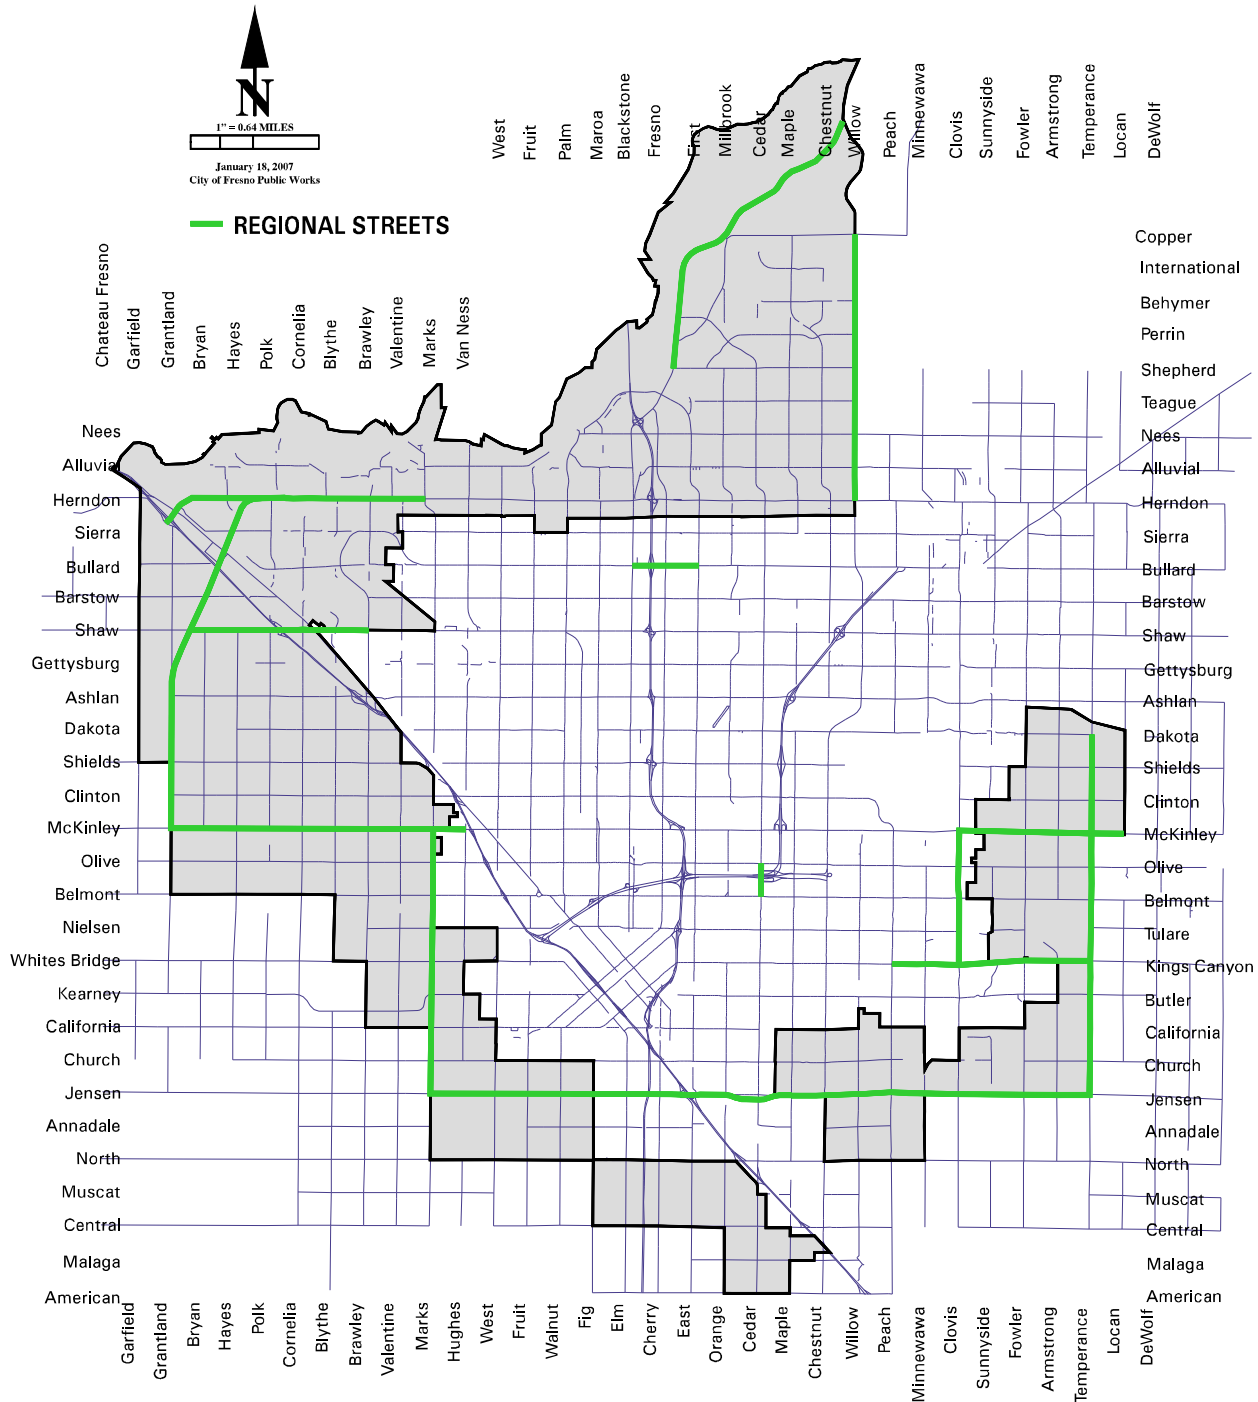 N
1" = 0.64 MILES
January 18, 2007
City of Fresno Public Works
REGIONAL STREETS
West
Fruit
Palm
Maroa
Blackstone
Fresno
First
Millbrook
Cedar
Maple
Chestnut
Willow
Peach
Minnewawa
Clovis
Sunnyside
Fowler
Armstrong
Temperance
Locan
DeWolf
Chateau Fresno
Garfield
Grantland
Bryan
Hayes
Polk
Cornelia
Blythe
Brawley
Valentine
Marks
Van Ness
Nees
Alluvial
Herndon
Sierra
Bullard
Barstow
Shaw
Gettysburg
Ashlan
Dakota
Shields
Clinton
McKinley
Olive
Belmont
Nielsen
Whites Bridge
Kearney
California
Church
Jensen
Annadale
North
Muscat
Central
Malaga
American
Copper
International
Behymer
Perrin
Shepherd
Teague
Nees
Alluvial
Herndon
Sierra
Bullard
Barstow
Shaw
Gettysburg
Ashlan
Dakota
Shields
Clinton
McKinley
Olive
Belmont
Tulare
Kings Canyon
Butler
California
Church
Jensen
Annadale
North
Muscat
Central
Malaga
American
Garfield
Grantland
Bryan
Hayes
Polk
Cornelia
Blythe
Brawley
Valentine
Marks
Hughes
West
Fruit
Walnut
Fig
Elm
Cherry
East
Orange
Cedar
Maple
Chestnut
Willow
Peach
Minnewawa
Clovis
Sunnyside
Fowler
Armstrong
Temperance
Locan
DeWolf